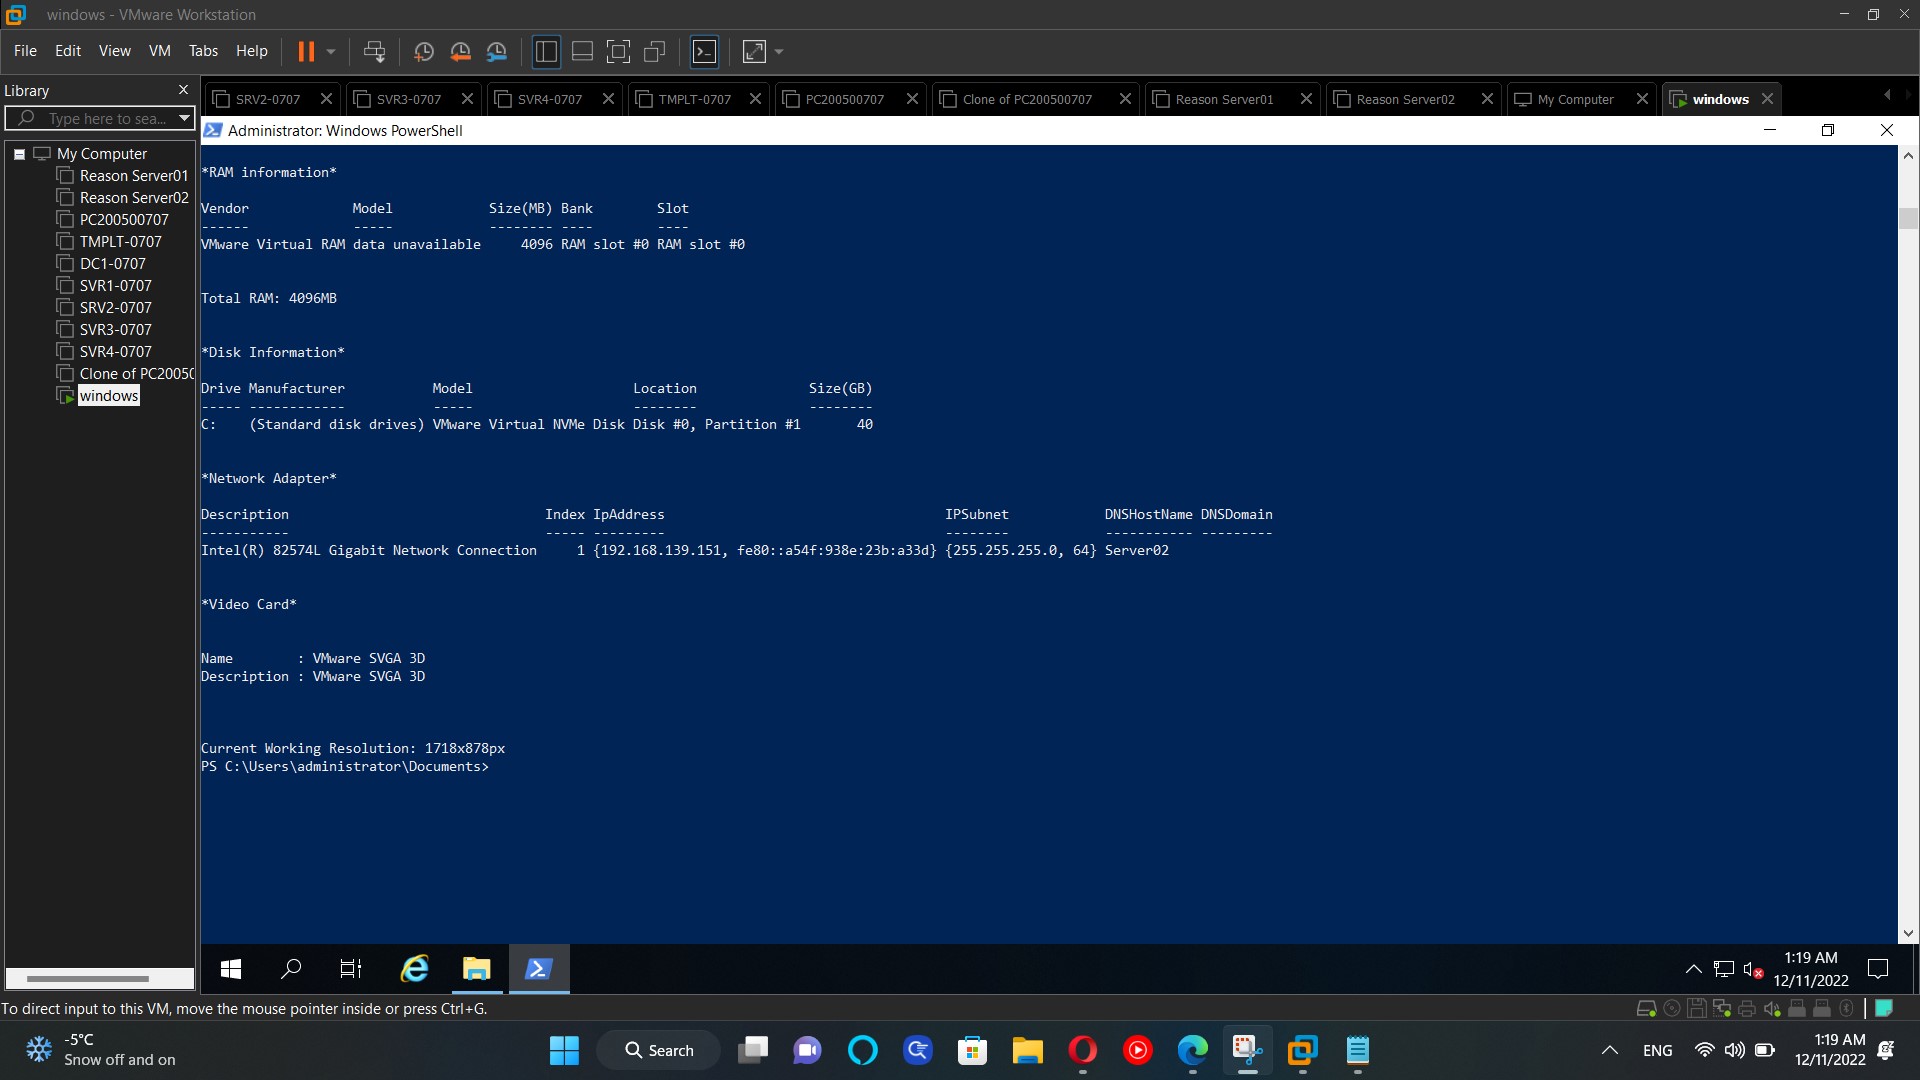 windows - VMware Workstation
File Edit View VM Tabs Help
Library
Type here to sea...
My Computer
Reason Server01
Reason Server02
PC200500707
TMPLT-0707
DC1-0707
SVR1-0707
SRV2-0707
SVR3-0707
SVR4-0707
Clone of PC2005
windows
SRV2-0707 SVR3-0707 SVR4-0707 TMPLT-0707 PC200500707 Clone of PC200500707 Reason Server01 Reason Server02 My Computer windows
Administrator: Windows PowerShell
*RAM information*
Vendor Model Size(MB) Bank Slot
------ ----- -------- ---- ----
VMware Virtual RAM data unavailable 4096 RAM slot #0 RAM slot #0
Total RAM: 4096MB
*Disk Information*
Drive Manufacturer Model Location Size(GB)
----- ------------ ----- -------- --------
C: (Standard disk drives) VMware Virtual NVMe Disk Disk #0, Partition #1 40
*Network Adapter*
Description Index IpAddress IPSubnet DNSHostName DNSDomain
----------- ----- --------- -------- ----------- ---------
Intel(R) 82574L Gigabit Network Connection 1 {192.168.139.151, fe80::a54f:938e:23b:a33d} {255.255.255.0, 64} Server02
*Video Card*
Name : VMware SVGA 3D
Description : VMware SVGA 3D
Current Working Resolution: 1718x878px
PS C:\Users\administrator\Documents>
1:19 AM
12/11/2022
To direct input to this VM, move the mouse pointer inside or press Ctrl+G.
-5°C
Snow off and on
Search
ENG
1:19 AM
12/11/2022